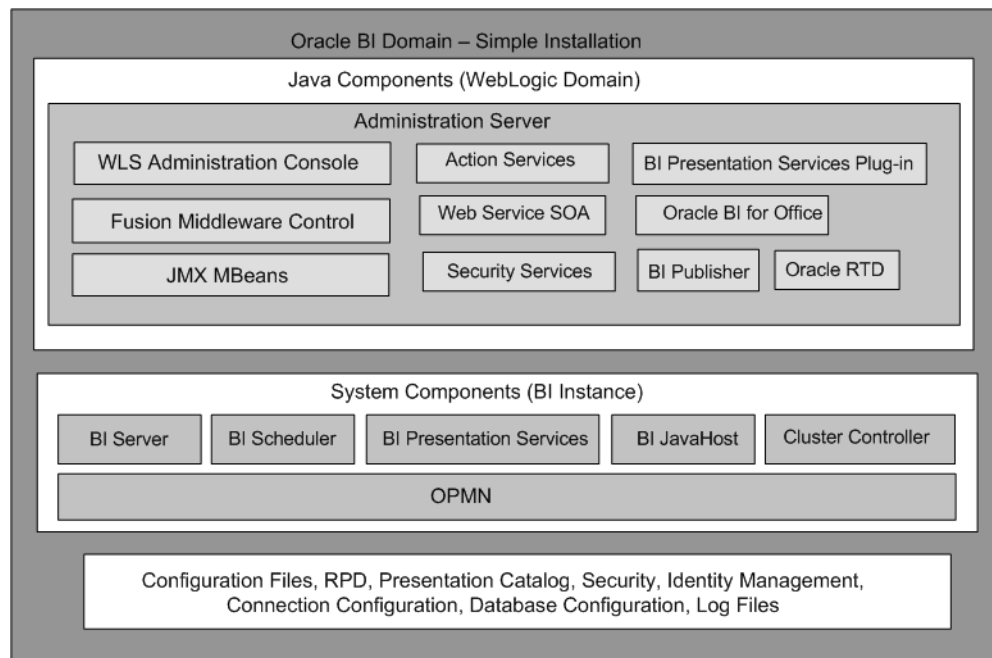 Oracle BI Domain – Simple Installation
Java Components (WebLogic Domain)
Administration Server
WLS Administration Console
Action Services
BI Presentation Services Plug-in
Fusion Middleware Control
Web Service SOA
Oracle BI for Office
JMX MBeans
Security Services
BI Publisher
Oracle RTD
System Components (BI Instance)
BI Server
BI Scheduler
BI Presentation Services
BI JavaHost
Cluster Controller
OPMN
Configuration Files, RPD, Presentation Catalog, Security, Identity Management,
Connection Configuration, Database Configuration, Log Files